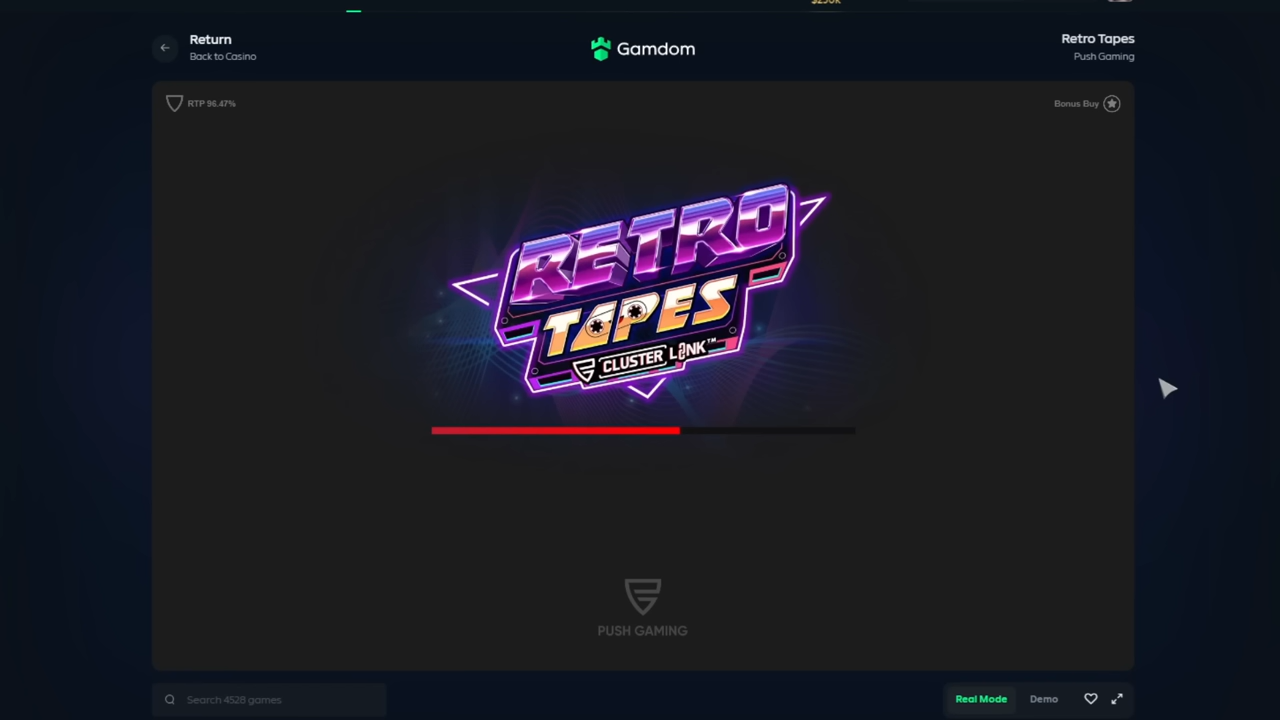 $250k
Return
Back to Casino
Gamdom
Retro Tapes
Push Gaming
RTP 96.47%
Bonus Buy
RETRO
TAPES
CLUSTER LINK™
PUSH GAMING
Search 4528 games
Real Mode
Demo